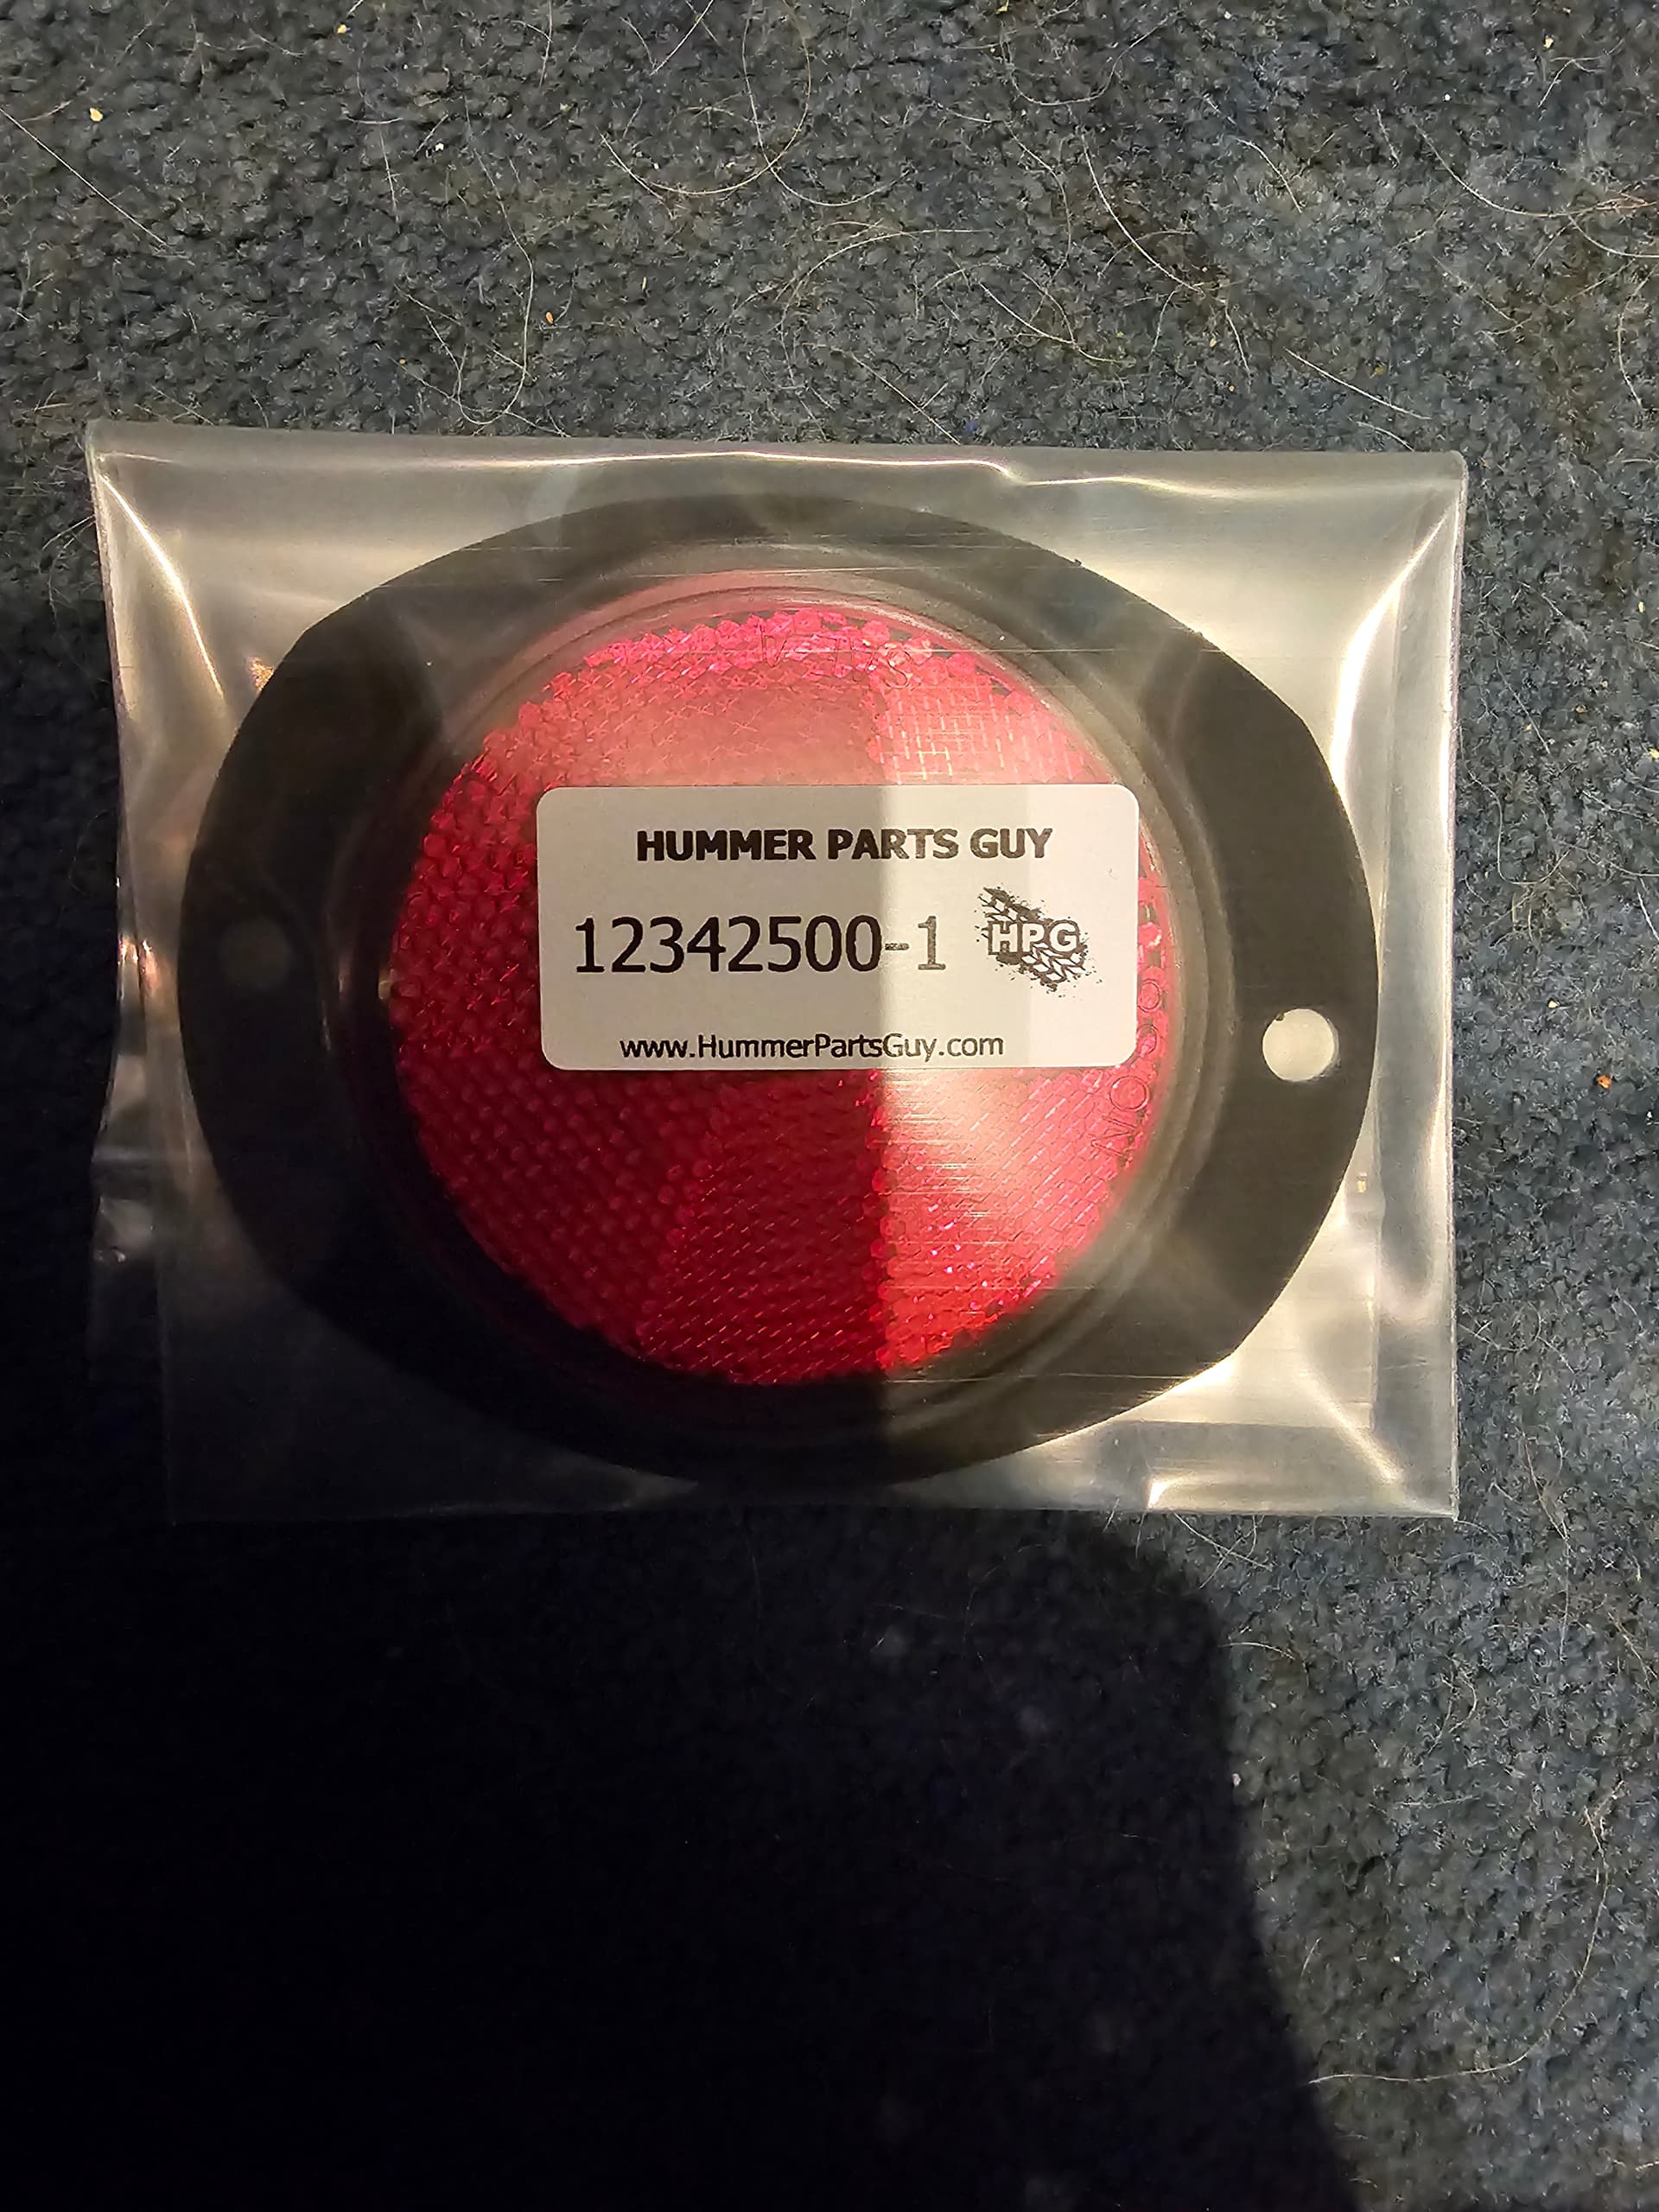 HUMMER PARTS GUY
12342500-1
HPG
www.HummerPartsGuy.com